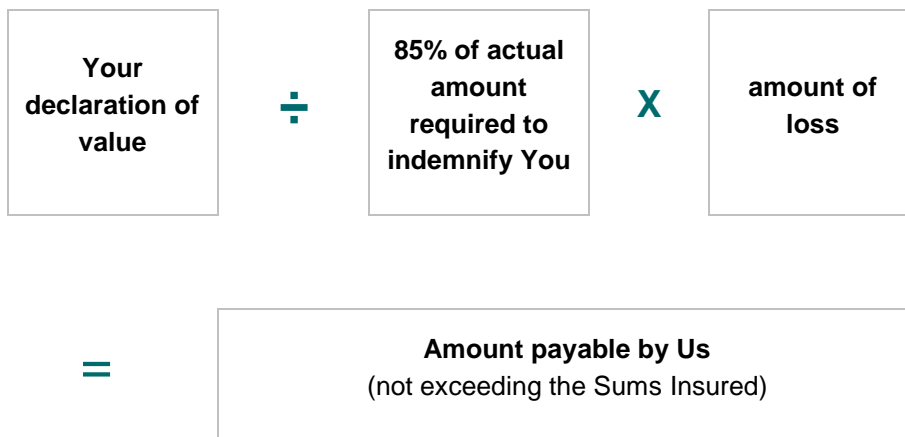 Your
declaration of
value
÷
85% of actual
amount
required to
indemnify You
X
amount of
loss
=
Amount payable by Us
(not exceeding the Sums Insured)